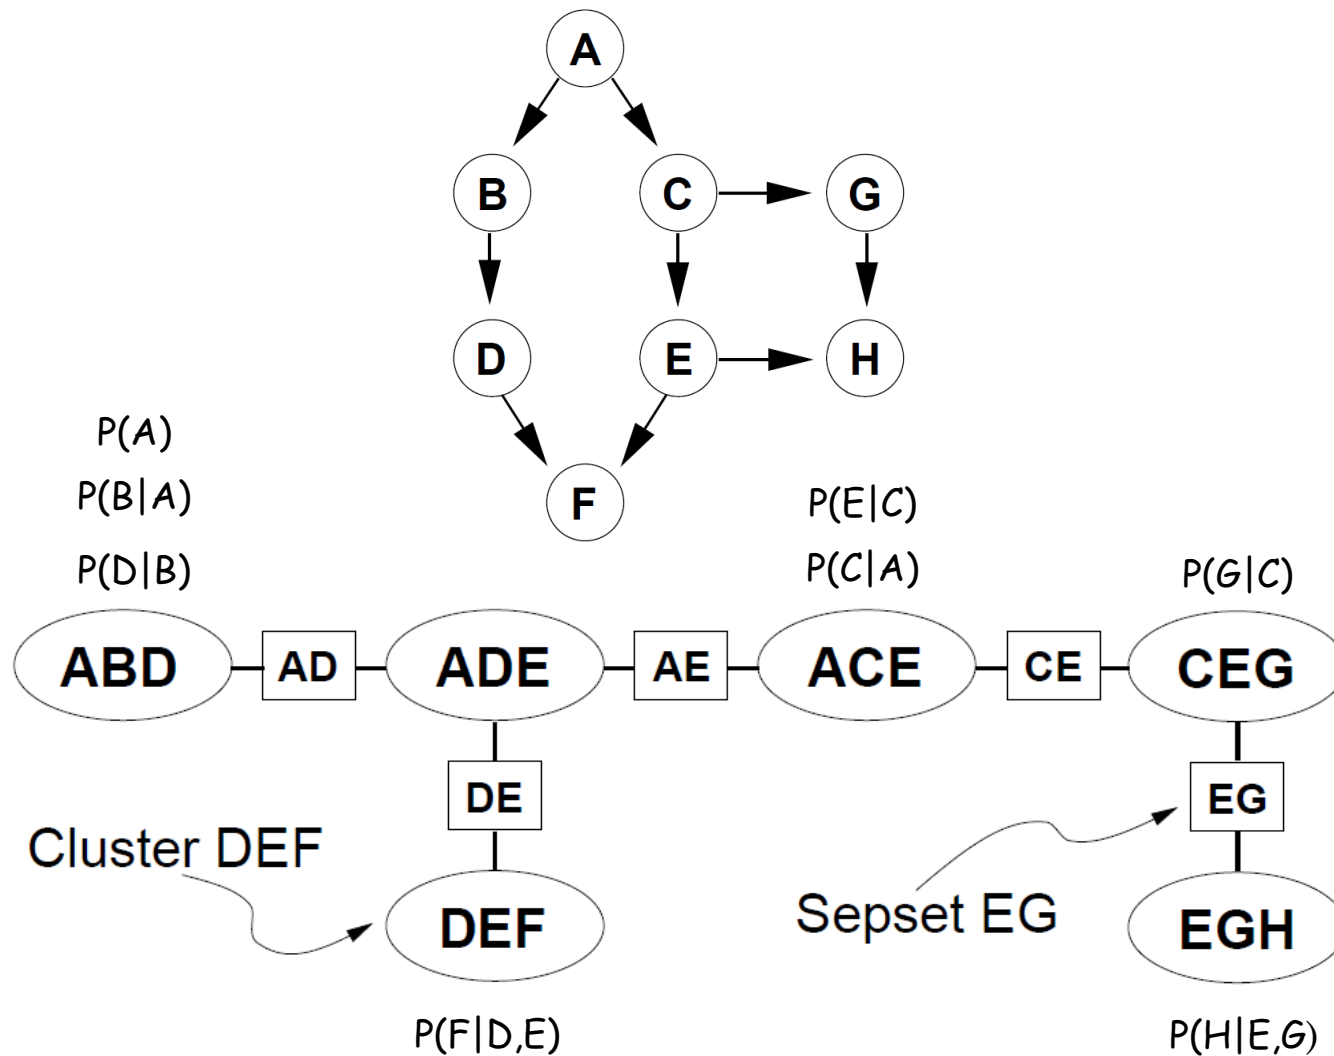 A
B
C
G
D
E
H
F
P(A)
P(B|A)
P(D|B)
P(E|C)
P(C|A)
P(G|C)
ABD
AD
ADE
AE
ACE
CE
CEG
DE
EG
Cluster DEF
Sepset EG
DEF
EGH
P(F|D,E)
P(H|E,G)